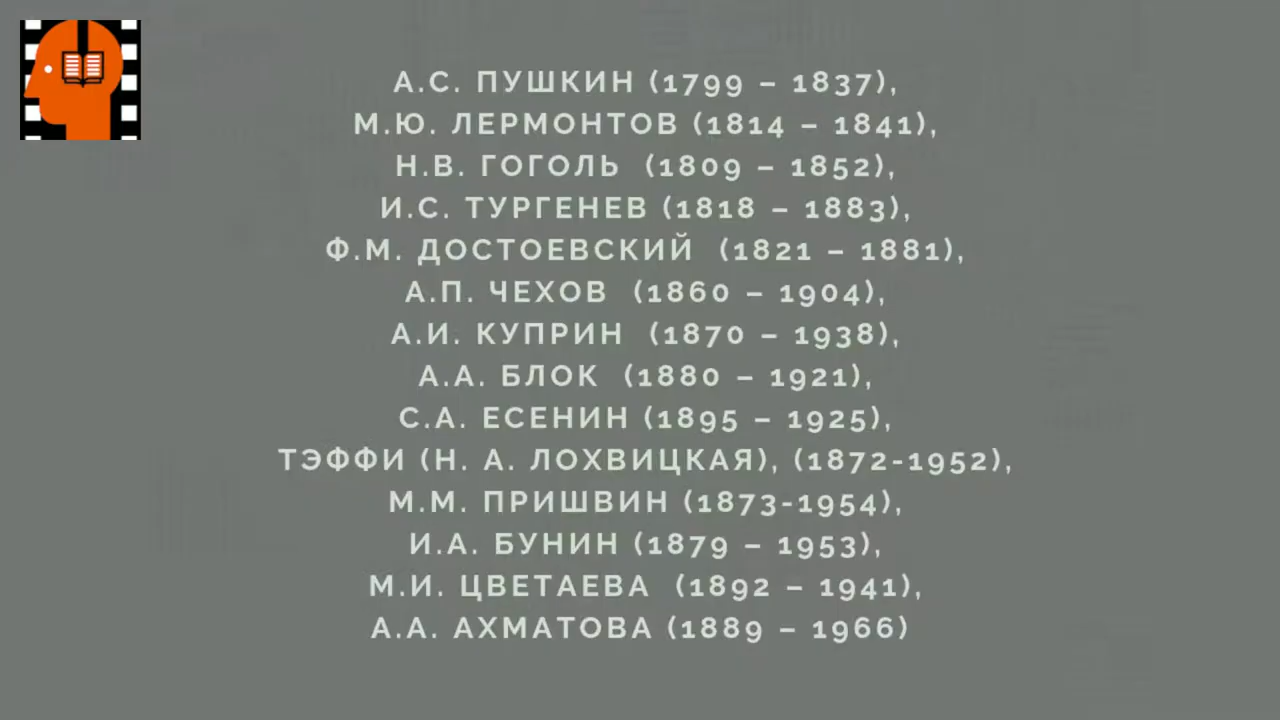 А.С. ПУШКИН (1799 – 1837),
М.Ю. ЛЕРМОНТОВ (1814 – 1841),
Н.В. ГОГОЛЬ (1809 – 1852),
И.С. ТУРГЕНЕВ (1818 – 1883),
Ф.М. ДОСТОЕВСКИЙ (1821 – 1881),
А.П. ЧЕХОВ (1860 – 1904),
А.И. КУПРИН (1870 – 1938),
А.А. БЛОК (1880 – 1921),
С.А. ЕСЕНИН (1895 – 1925),
ТЭФФИ (Н. А. ЛОХВИЦКАЯ), (1872-1952),
М.М. ПРИШВИН (1873-1954),
И.А. БУНИН (1879 – 1953),
М.И. ЦВЕТАЕВА (1892 – 1941),
А.А. АХМАТОВА (1889 – 1966)